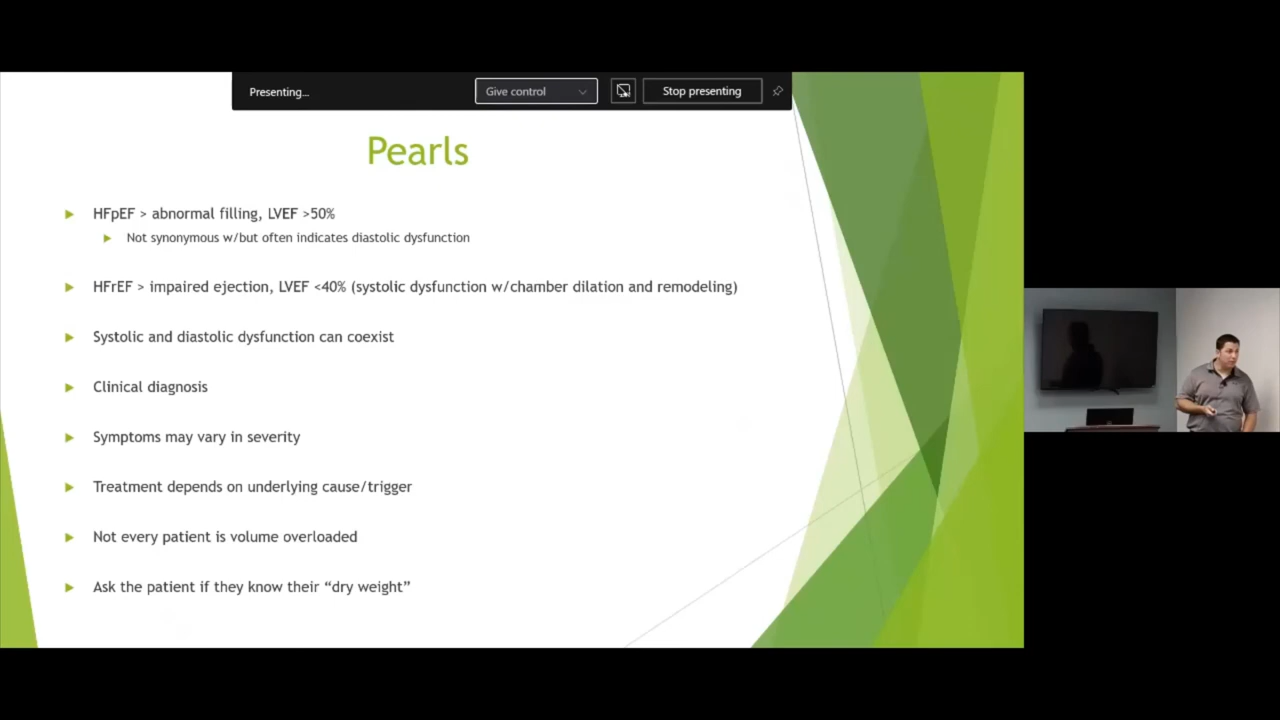 Presenting...
Give control
Stop presenting
Pearls
HFpEF > abnormal filling, LVEF >50%
Not synonymous w/but often indicates diastolic dysfunction
HFrEF > impaired ejection, LVEF <40% (systolic dysfunction w/chamber dilation and remodeling)
Systolic and diastolic dysfunction can coexist
Clinical diagnosis
Symptoms may vary in severity
Treatment depends on underlying cause/trigger
Not every patient is volume overloaded
Ask the patient if they know their “dry weight”